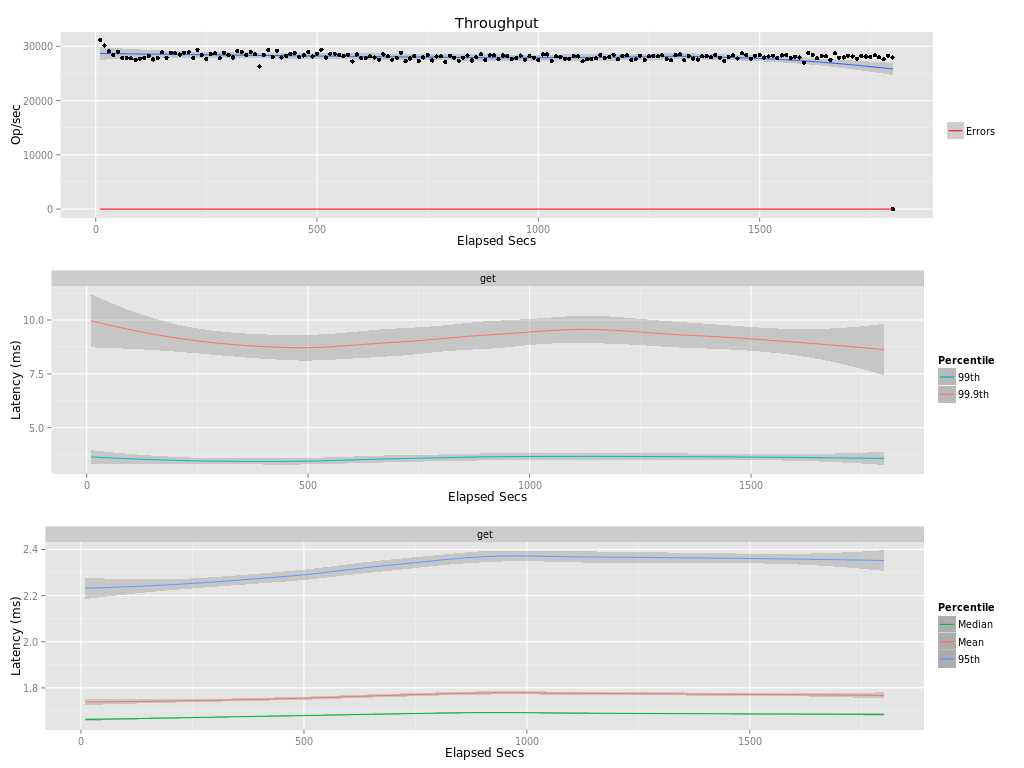 Throughput
30000
20000
10000
0
Op/sec
0 500 1000 1500
Elapsed Secs
Errors
get
10.0
7.5
5.0
Latency (ms)
0 500 1000 1500
Elapsed Secs
Percentile
99th
99.9th
get
2.4
2.2
2.0
1.8
Latency (ms)
0 500 1000 1500
Elapsed Secs
Percentile
Median
Mean
95th